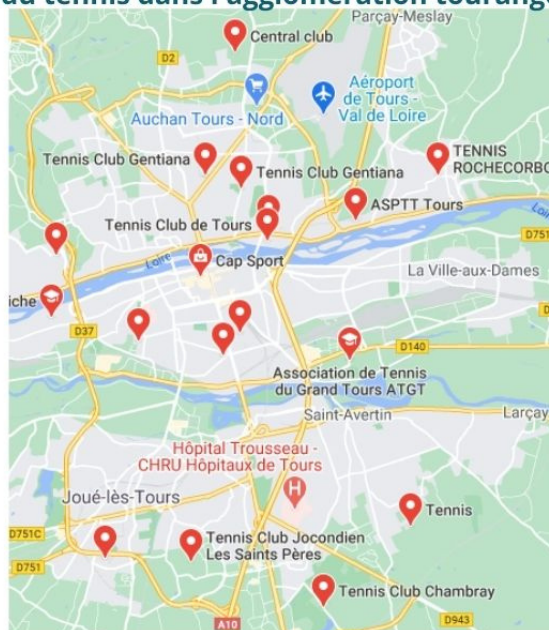 du tennis dans l'agglomération tourang
Parçay-Meslay
Central club
D2
Aéroport
de Tours -
Val de Loire
Auchan Tours - Nord
Tennis Club Gentiana
TENNIS
ROCHECORBO
Tennis Club Gentiana
ASPTT Tours
Tennis Club de Tours
D751
Loire
Cap Sport
La Ville-aux-Dames
iche
D37
D140
Association de Tennis
du Grand Tours ATGT
Saint-Avertin
Larçay
Hôpital Trousseau -
CHRU Hôpitaux de Tours
H
Joué-lès-Tours
Tennis
D751C
Tennis Club Jocondien
Les Saints Pères
D751
Tennis Club Chambray
A10
D943